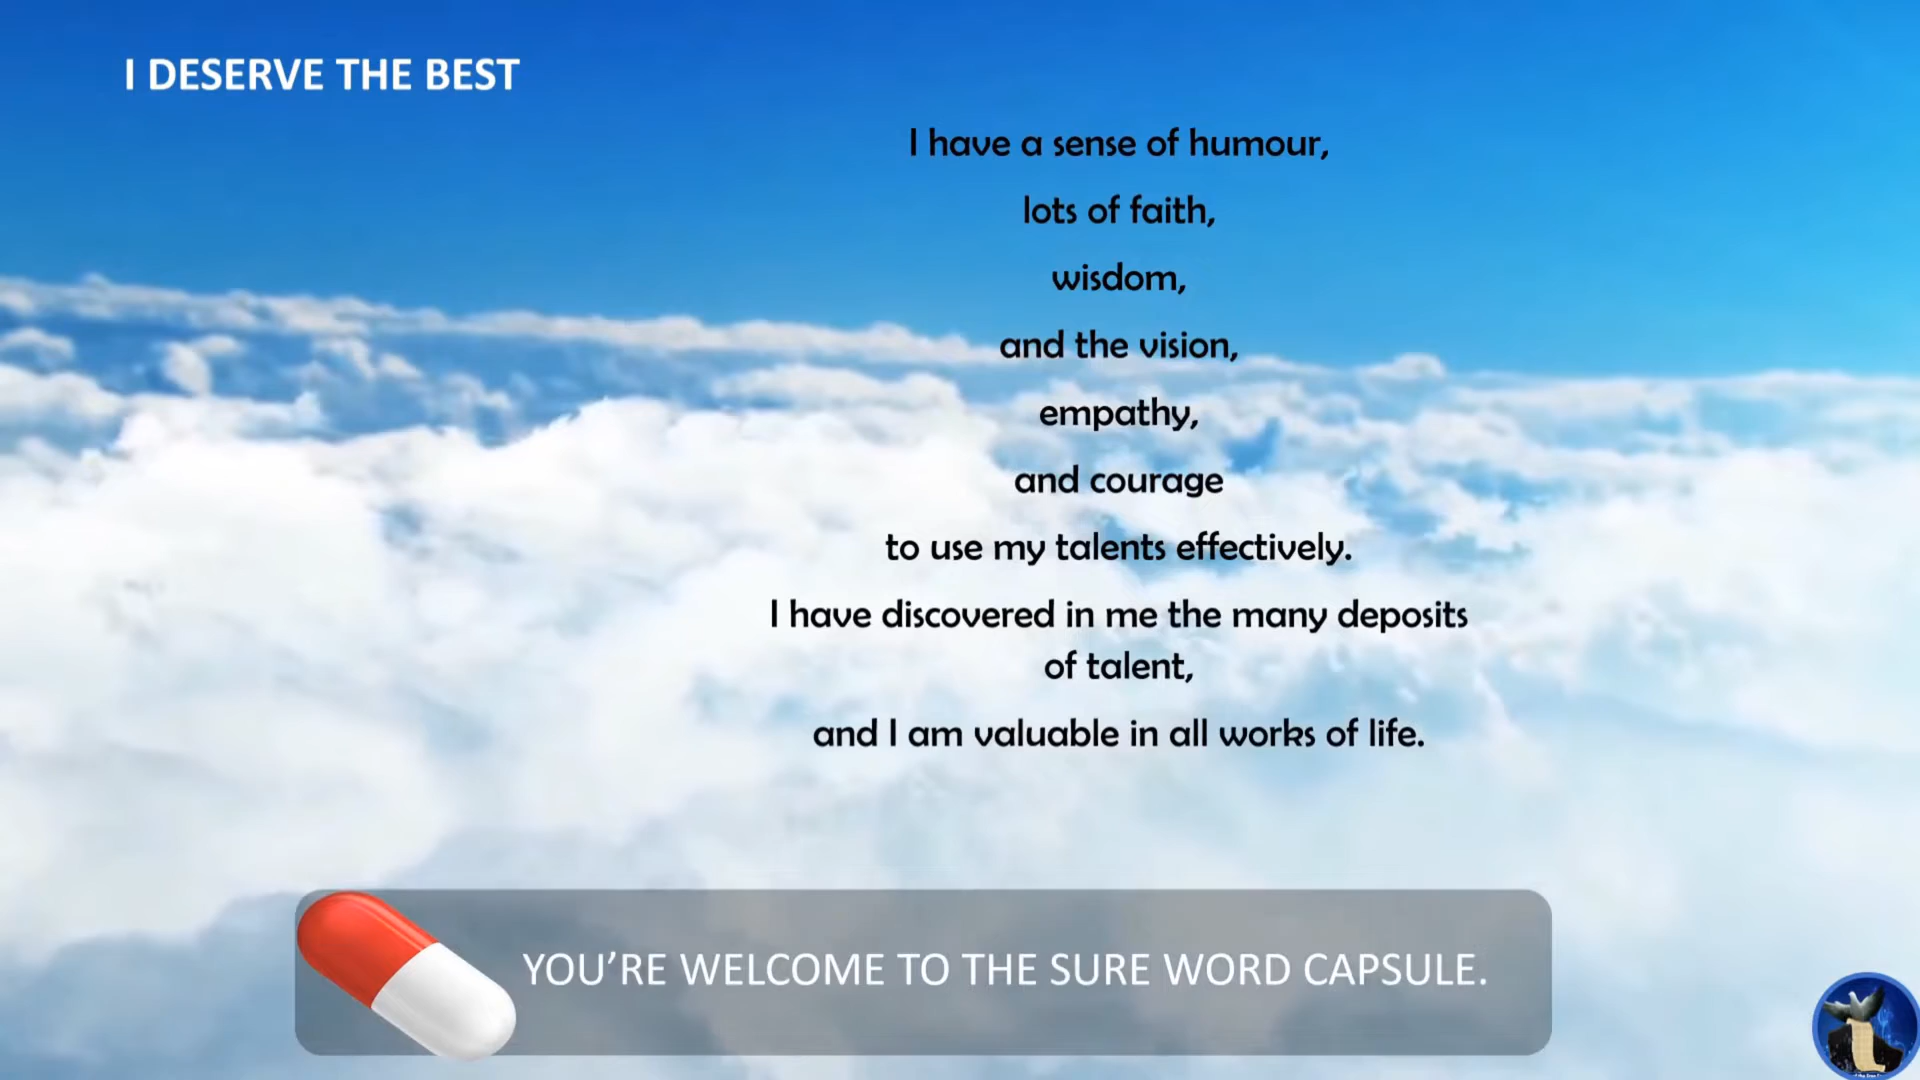 I DESERVE THE BEST
I have a sense of humour,
lots of faith,
wisdom,
and the vision,
empathy,
and courage
to use my talents effectively.
I have discovered in me the many deposits
of talent,
and I am valuable in all works of life.
YOU’RE WELCOME TO THE SURE WORD CAPSULE.